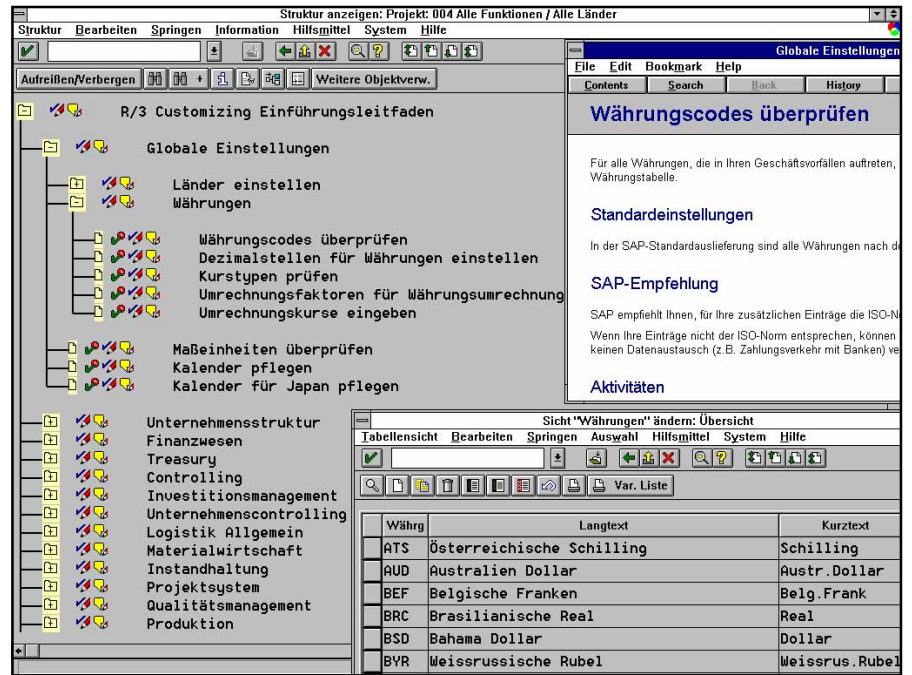 Struktur anzeigen: Projekt: 004 Alle Funktionen / Alle Länder
Struktur Bearbeiten Springen Information Hilfsmittel System Hilfe
Aufreißen/Verbergen + Weitere Objektverw.
R/3 Customizing Einführungsleitfaden
Globale Einstellungen
Länder einstellen
Währungen
Währungscodes überprüfen
Dezimalstellen für Währungen einstellen
Kurstypen prüfen
Umrechnungsfaktoren für Währungsumrechnung
Umrechnungskurse eingeben
Maßeinheiten überprüfen
Kalender pflegen
Kalender für Japan pflegen
Unternehmensstruktur
Finanzwesen
Treasury
Controlling
Investitionsmanagement
Unternehmenscontrolling
Logistik Allgemein
Materialwirtschaft
Instandhaltung
Projektsystem
Qualitätsmanagement
Produktion
Globale Einstellungen
File Edit Bookmark Help
Contents Search Back History
Währungscodes überprüfen
Für alle Währungen, die in Ihren Geschäftsvorfällen auftreten,
Währungstabelle.
Standardeinstellungen
In der SAP-Standardauslieferung sind alle Währungen nach d
SAP-Empfehlung
SAP empfiehlt Ihnen, für Ihre zusätzlichen Einträge die ISO-N
Wenn Ihre Einträge nicht der ISO-Norm entsprechen, können
keinen Datenaustausch (z.B. Zahlungsverkehr mit Banken) ve
Aktivitäten
Sicht "Währungen" ändern: Übersicht
Tabellensicht Bearbeiten Springen Auswahl Hilfsmittel System Hilfe
Var. Liste
Währg Langtext Kurztext
ATS Österreichische Schilling Schilling
AUD Australien Dollar Austr.Dollar
BEF Belgische Franken Belg.Frank
BRC Brasilianische Real Real
BSD Bahama Dollar Dollar
BYR Weissrussische Rubel Weissrus.Rubel